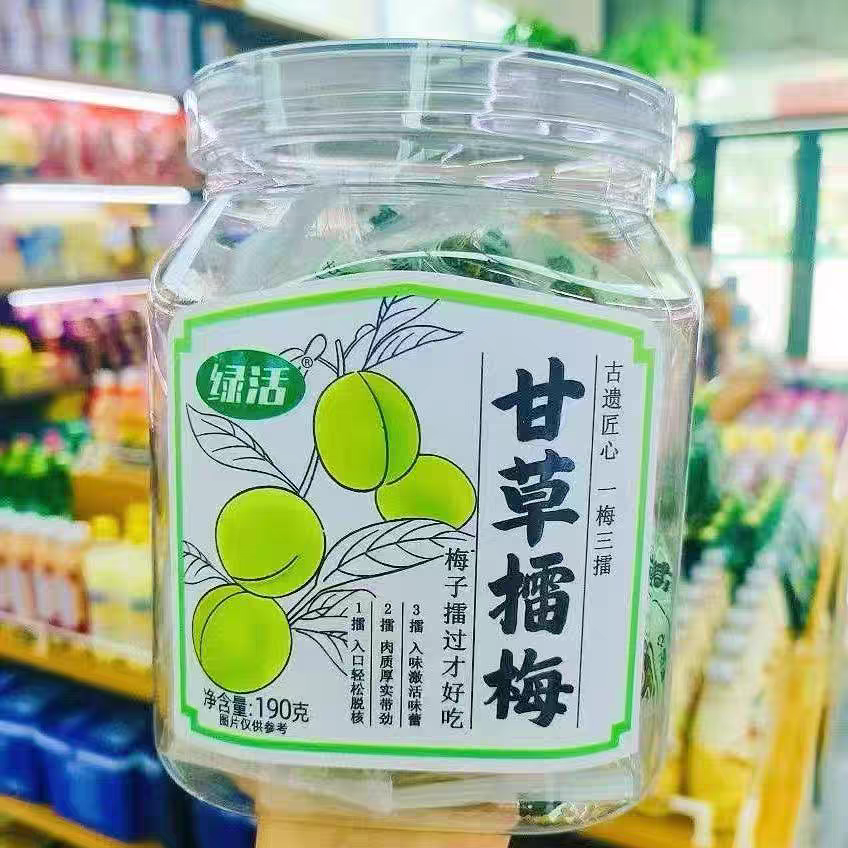 绿活®
古遗匠心 一梅三擂
甘草擂梅
梅子擂过才好吃
3擂 入味激活味蕾
2擂 肉质厚实带劲
1擂 入口轻松脱核
净含量:190克
图片仅供参考